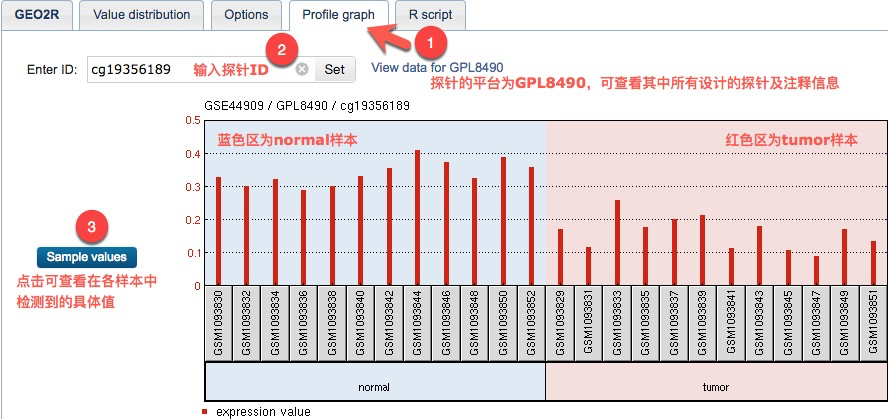 GEO2R Value distribution Options Profile graph R script
2
1
Enter ID: cg19356189 输入探针ID Set View data for GPL8490
探针的平台为GPL8490，可查看其中所有设计的探针及注释信息
GSE44909 / GPL8490 / cg19356189
0.5
蓝色区为normal样本 红色区为tumor样本
0.4
0.3
0.2
0.1
0
3
Sample values
点击可查看在各样本中
检测到的具体值
GSM1093830
GSM1093832
GSM1093834
GSM1093836
GSM1093838
GSM1093840
GSM1093842
GSM1093844
GSM1093846
GSM1093848
GSM1093850
GSM1093852
GSM1093829
GSM1093831
GSM1093833
GSM1093835
GSM1093837
GSM1093839
GSM1093841
GSM1093843
GSM1093845
GSM1093847
GSM1093849
GSM1093851
normal tumor
expression value